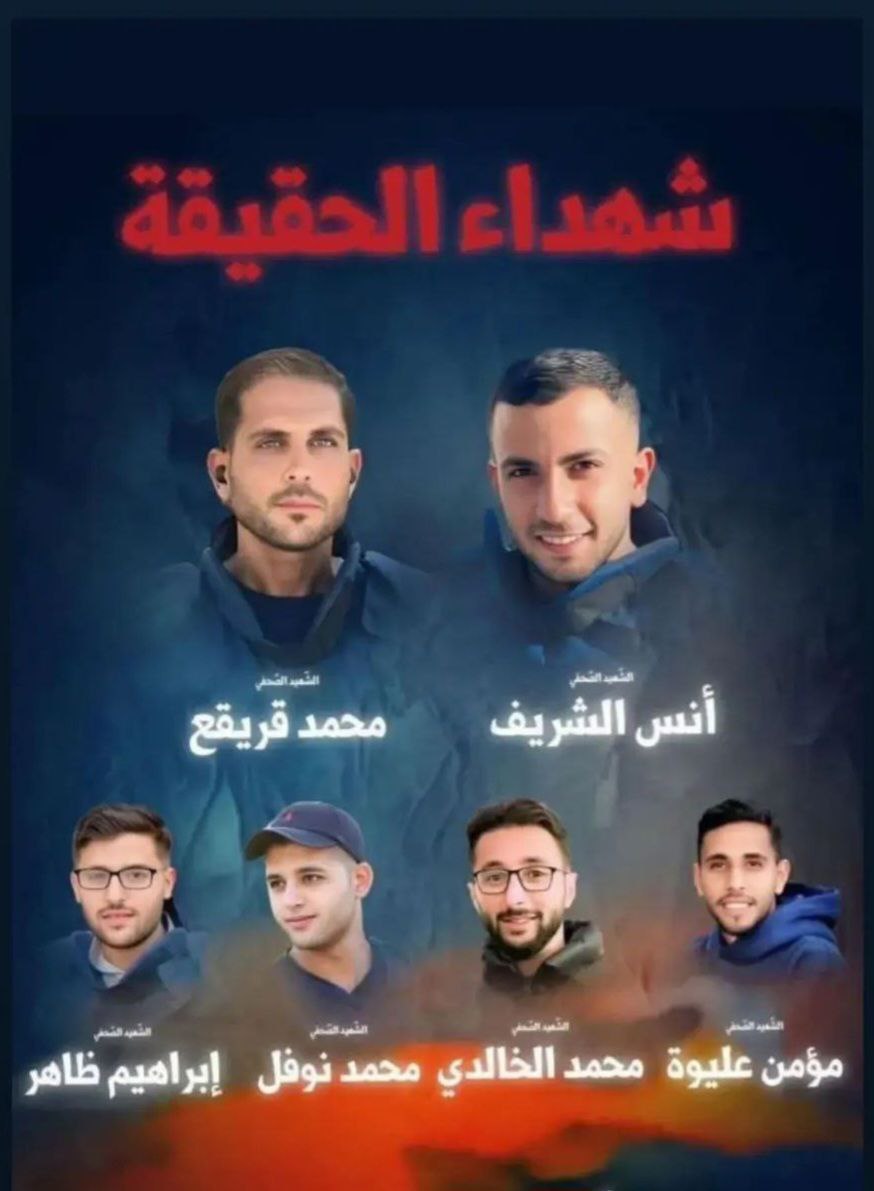 شهداء الحقيقة
الشهيد الصحفي
أنس الشريف
الشهيد الصحفي
محمد قريقع
الشهيد الصحفي
مؤمن عليوة
الشهيد الصحفي
محمد الخالدي
الشهيد الصحفي
محمد نوفل
الشهيد الصحفي
إبراهيم ظاهر